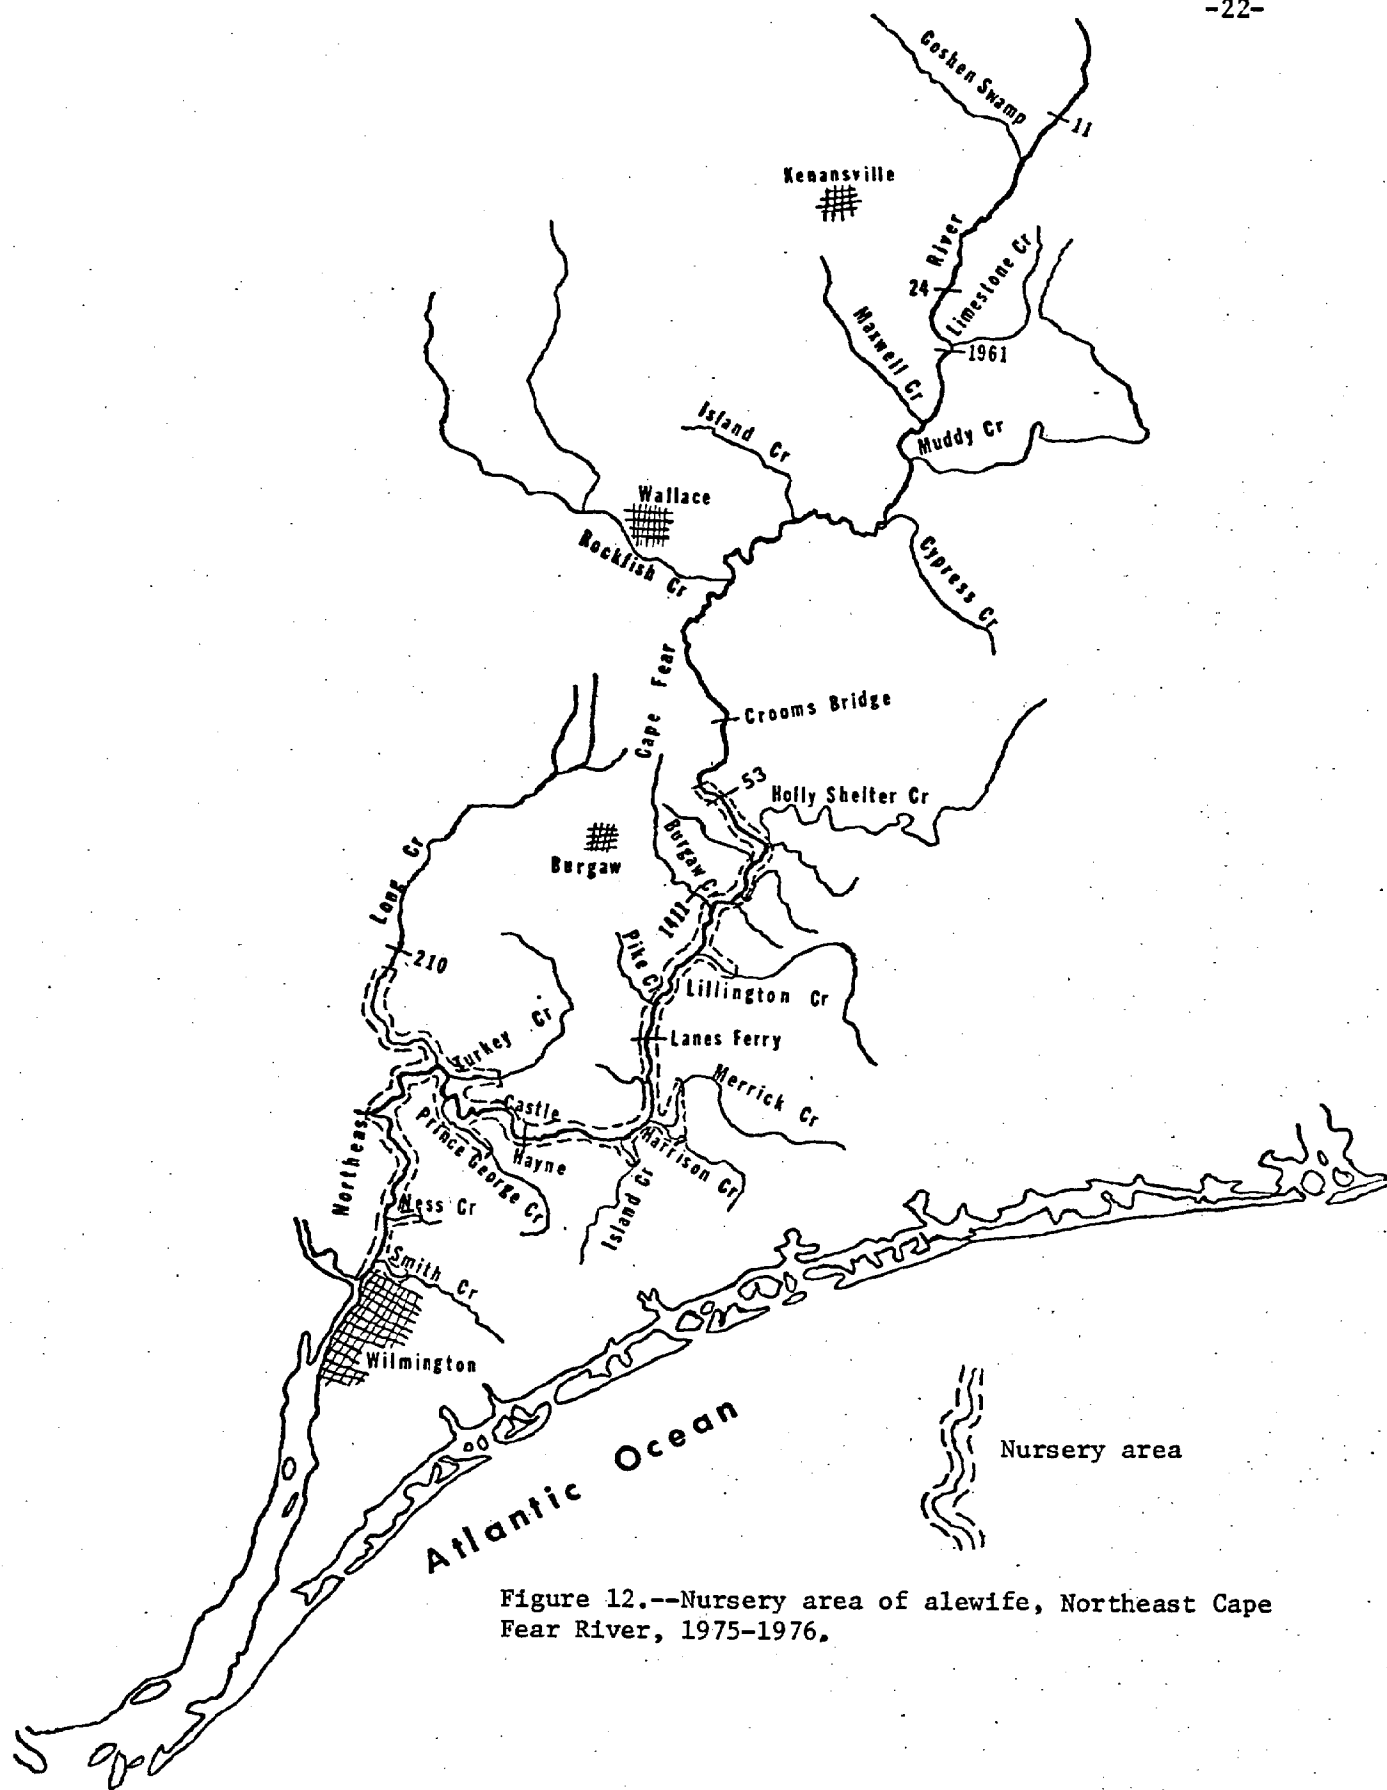 -22-
Goshen Swamp
11
Kenansville
River
24
Limestone Cr
Maxwell Cr
1961
Island Cr
Muddy Cr
Wallace
Rockfish Cr
Cypress Cr
Cape Fear
Crooms Bridge
53
Holly Shelter Cr
Burgaw
Burgaw Cr
Long Cr
1411
210
Pike Cr
Lillington Cr
Turkey Cr
Lanes Ferry
Merrick Cr
Castle
Hayne
Prince George Cr
Harrison Cr
Northeast
Island Cr
Ness Cr
Smith Cr
Wilmington
Atlantic Ocean
Nursery area
Figure 12.--Nursery area of alewife, Northeast Cape
Fear River, 1975-1976.